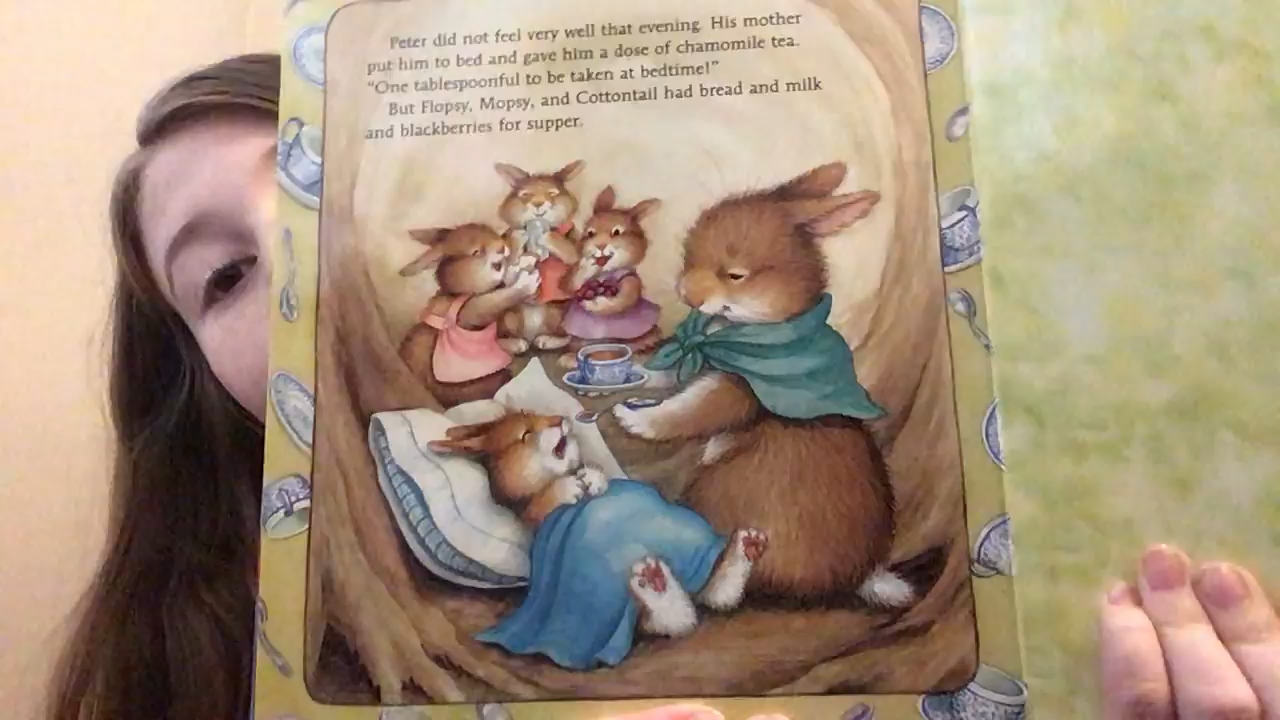 Peter did not feel very well that evening. His mother
put him to bed and gave him a dose of chamomile tea.
“One tablespoonful to be taken at bedtime!”
But Flopsy, Mopsy, and Cottontail had bread and milk
and blackberries for supper.